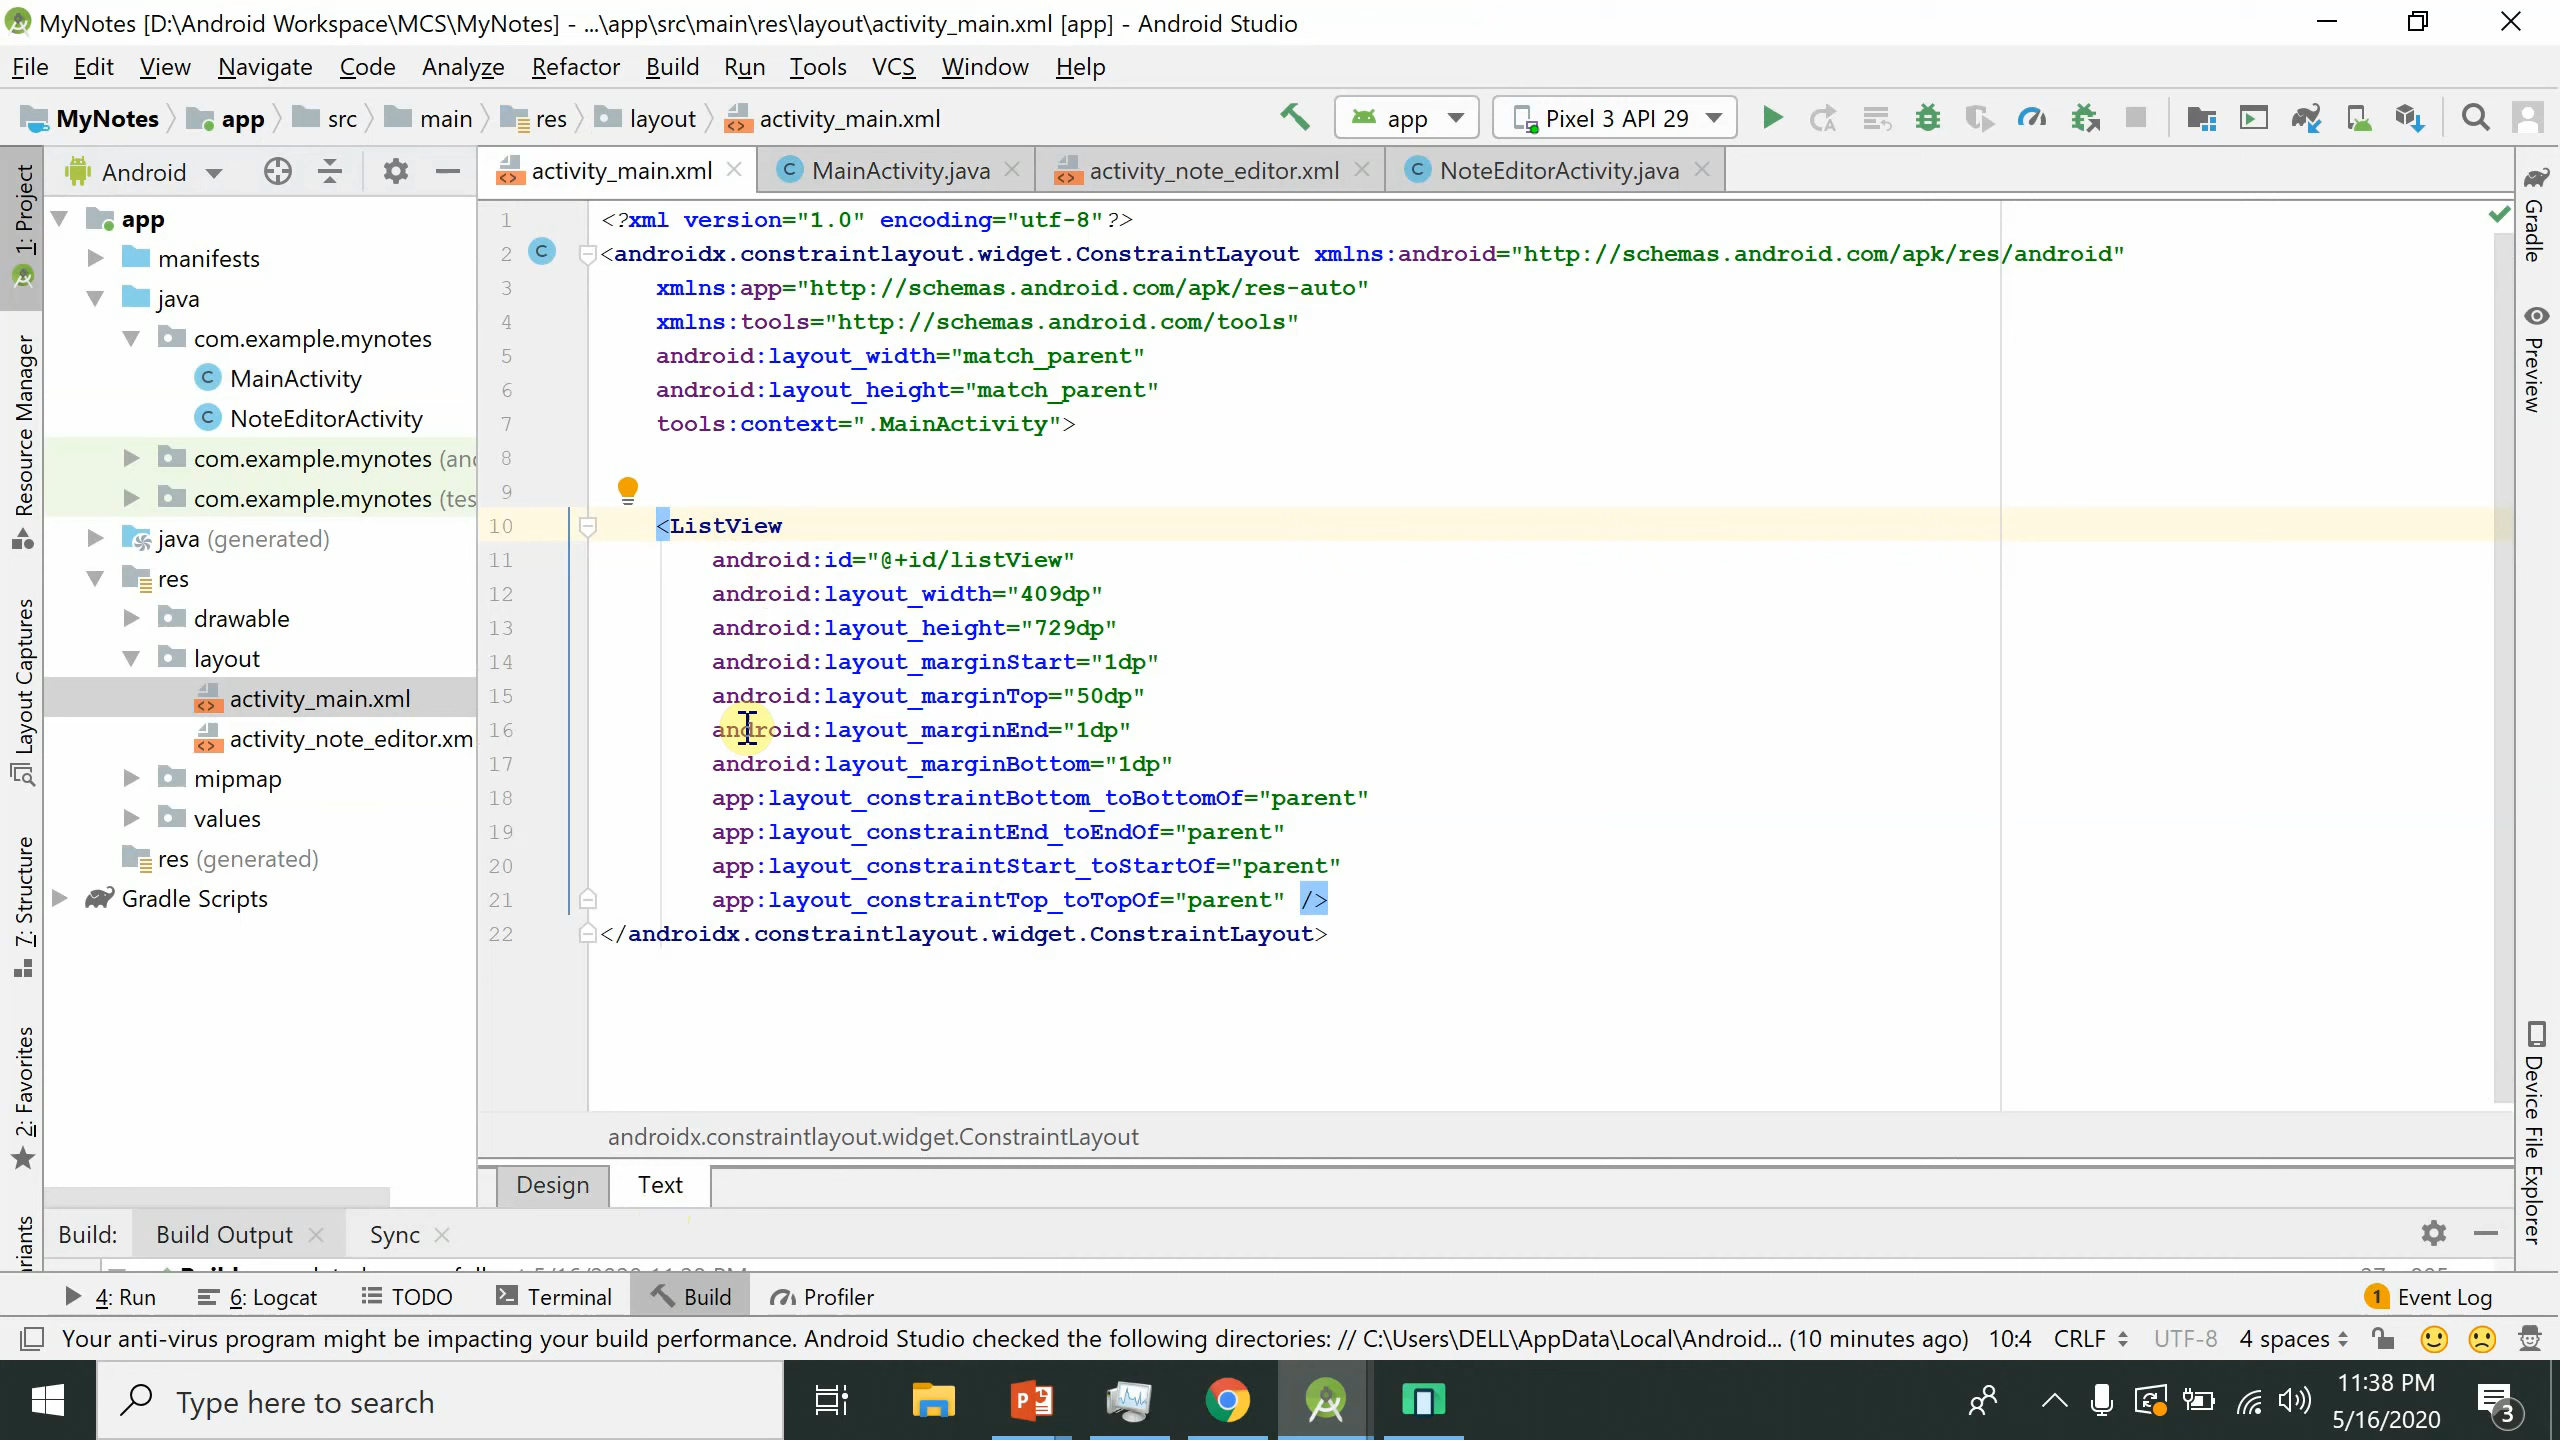 MyNotes [D:\Android Workspace\MCS\MyNotes] - ...\app\src\main\res\layout\activity_main.xml [app] - Android Studio
File Edit View Navigate Code Analyze Refactor Build Run Tools VCS Window Help
MyNotes app src main res layout activity_main.xml app Pixel 3 API 29
1: Project
Resource Manager
Layout Captures
7: Structure
2: Favorites
Android
app
manifests
java
com.example.mynotes
MainActivity
NoteEditorActivity
com.example.mynotes (and
com.example.mynotes (tes
java (generated)
res
drawable
layout
activity_main.xml
activity_note_editor.xm
mipmap
values
res (generated)
Gradle Scripts
activity_main.xml MainActivity.java activity_note_editor.xml NoteEditorActivity.java
1 <?xml version="1.0" encoding="utf-8"?>
2 <androidx.constraintlayout.widget.ConstraintLayout xmlns:android="http://schemas.android.com/apk/res/android"
3 xmlns:app="http://schemas.android.com/apk/res-auto"
4 xmlns:tools="http://schemas.android.com/tools"
5 android:layout_width="match_parent"
6 android:layout_height="match_parent"
7 tools:context=".MainActivity">
8
9
10 <ListView
11 android:id="@+id/listView"
12 android:layout_width="409dp"
13 android:layout_height="729dp"
14 android:layout_marginStart="1dp"
15 android:layout_marginTop="50dp"
16 android:layout_marginEnd="1dp"
17 android:layout_marginBottom="1dp"
18 app:layout_constraintBottom_toBottomOf="parent"
19 app:layout_constraintEnd_toEndOf="parent"
20 app:layout_constraintStart_toStartOf="parent"
21 app:layout_constraintTop_toTopOf="parent" />
22 </androidx.constraintlayout.widget.ConstraintLayout>
androidx.constraintlayout.widget.ConstraintLayout
Design Text
Gradle
Preview
Device File Explorer
Build: Build Output Sync
4: Run 6: Logcat TODO Terminal Build Profiler 1 Event Log
Your anti-virus program might be impacting your build performance. Android Studio checked the following directories: // C:\Users\DELL\AppData\Local\Android... (10 minutes ago) 10:4 CRLF UTF-8 4 spaces
Type here to search
11:38 PM
5/16/2020
3